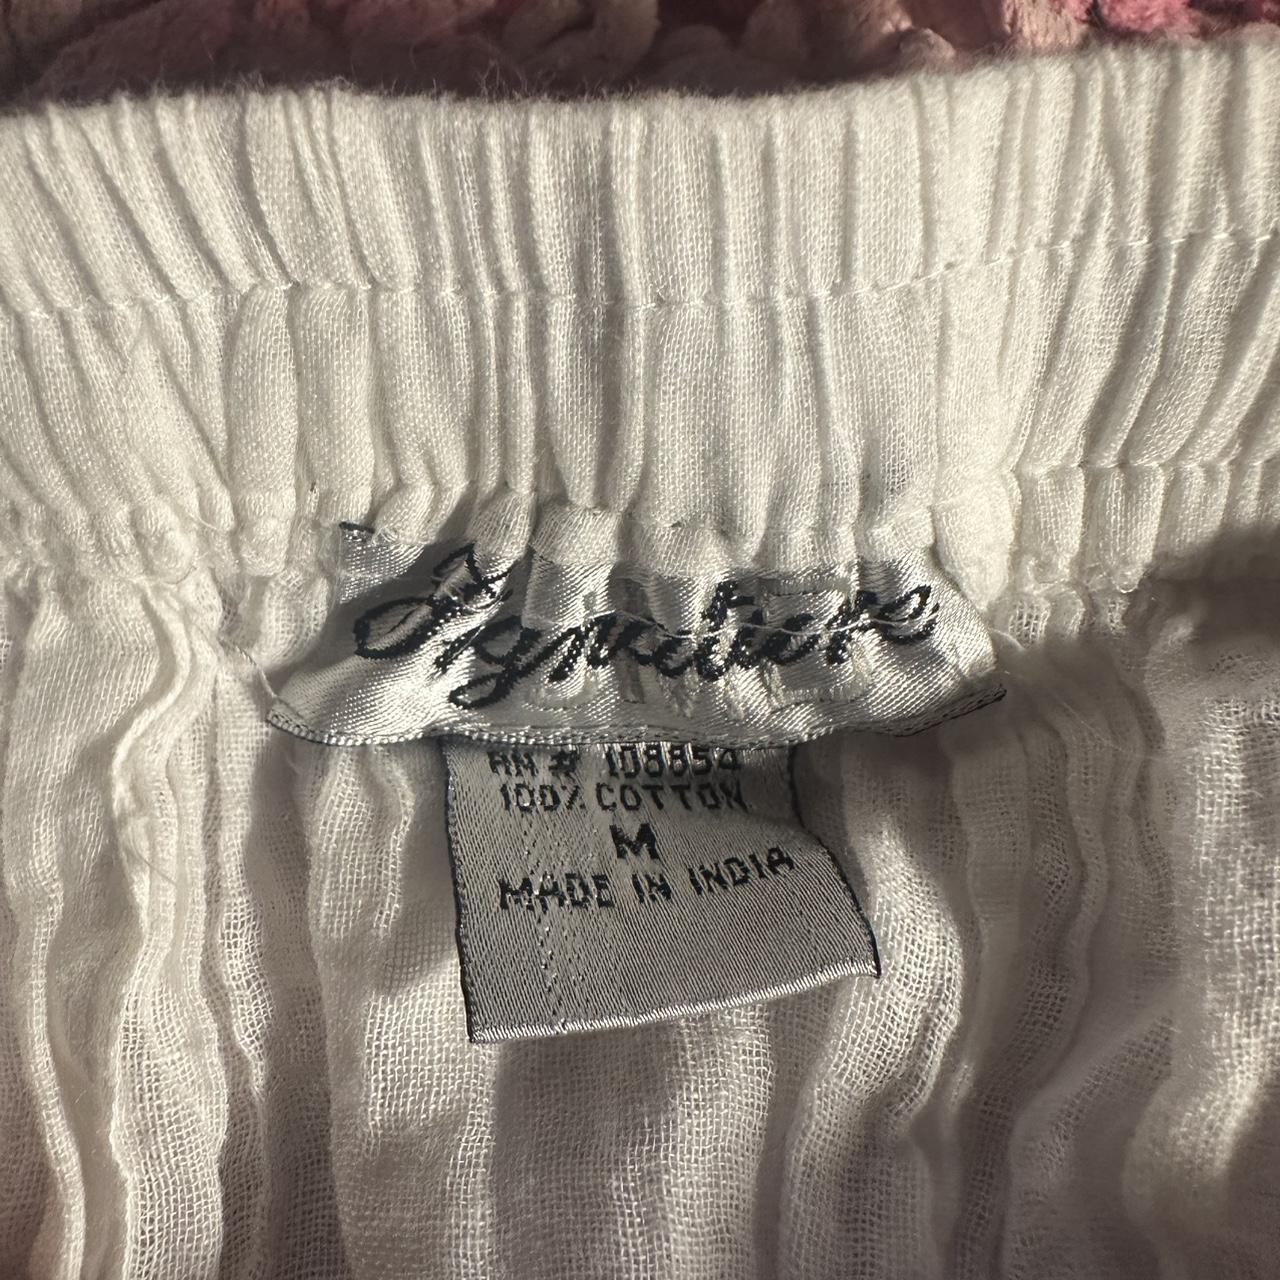 Signature
RN # 108854
100% COTTON
M
MADE IN INDIA